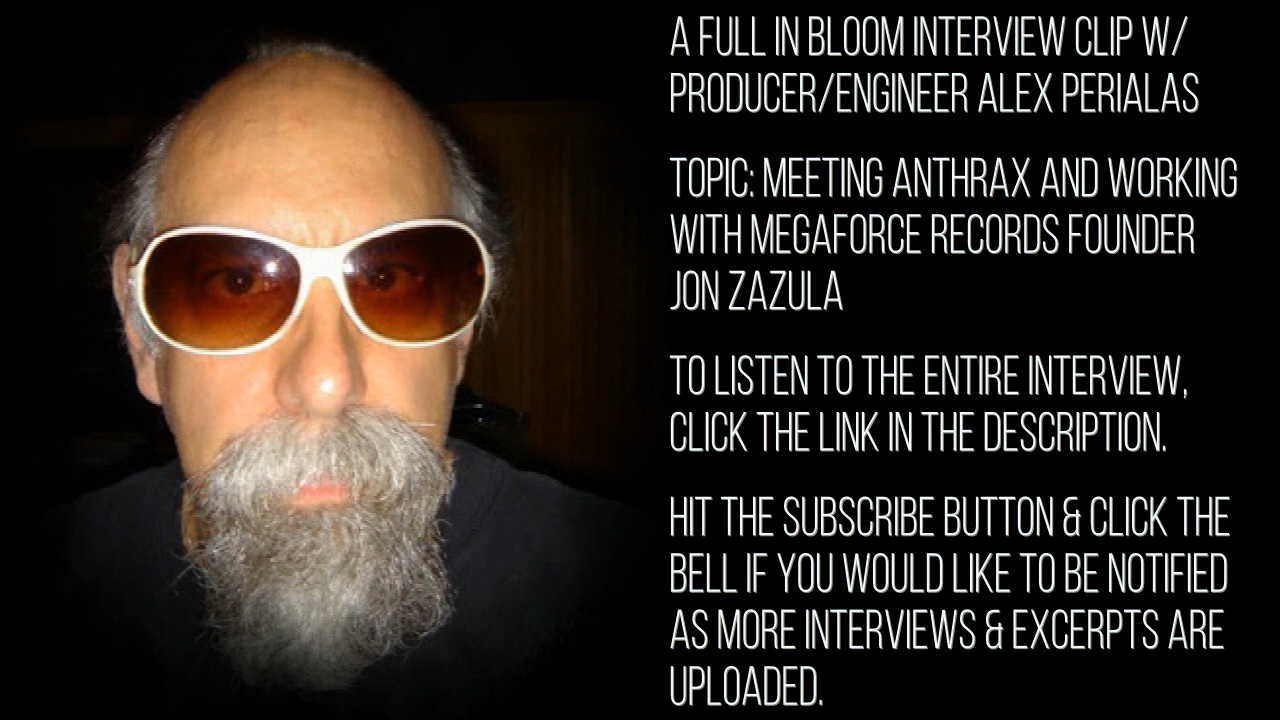 A FULL IN BLOOM INTERVIEW CLIP W/
PRODUCER/ENGINEER ALEX PERIALAS
TOPIC: MEETING ANTHRAX AND WORKING
WITH MEGAFORCE RECORDS FOUNDER
JON ZAZULA
TO LISTEN TO THE ENTIRE INTERVIEW,
CLICK THE LINK IN THE DESCRIPTION.
HIT THE SUBSCRIBE BUTTON & CLICK THE
BELL IF YOU WOULD LIKE TO BE NOTIFIED
AS MORE INTERVIEWS & EXCERPTS ARE
UPLOADED.